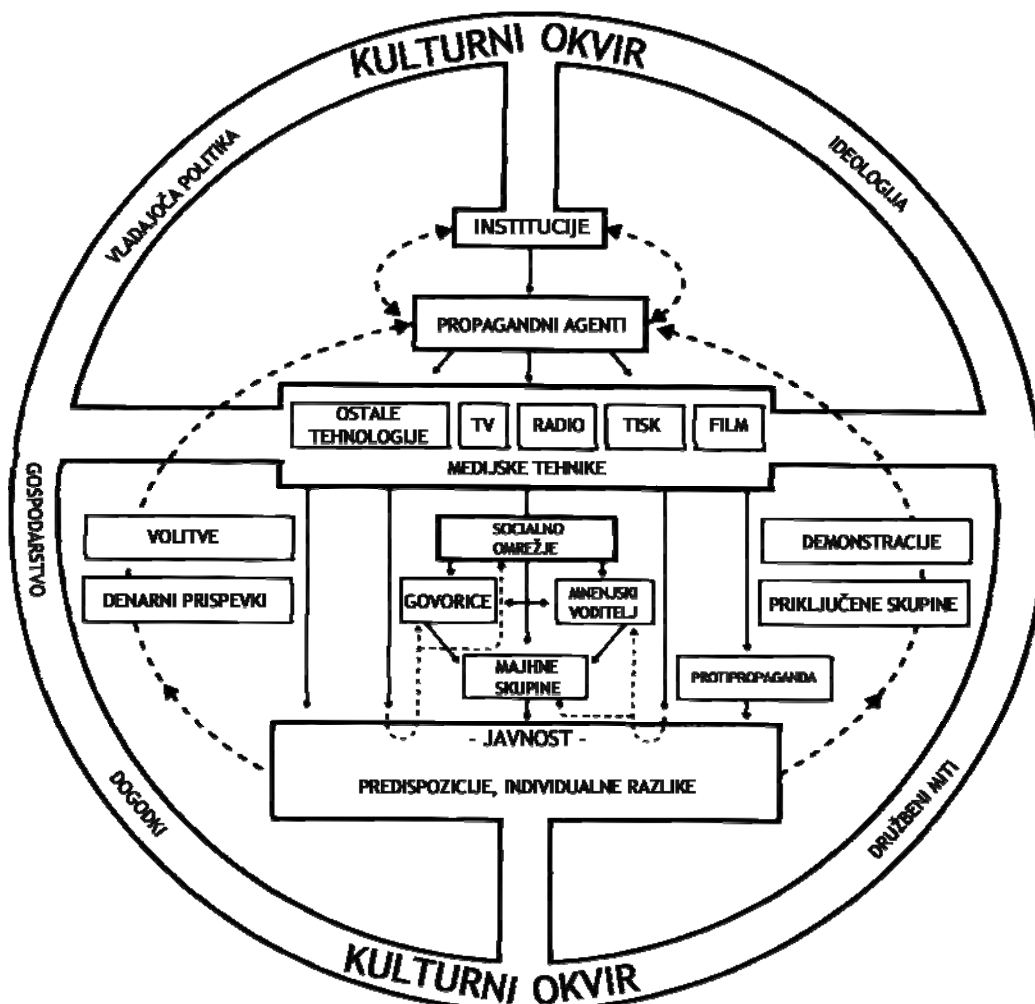 KULTURNI OKVIR
VLADAJOČA POLITIKA
IDEOLOGIJA
INSTITUCIJE
PROPAGANDNI AGENTI
OSTALE
TEHNOLOGIJE
TV
RADIO
TISK
FILM
MEDIJSKE TEHNIKE
GOSPODARSTVO
VOLITVE
SOCIALNO
OMREŽJE
DEMONSTRACIJE
DENARNI PRISPEVKI
GOVORICE
MNENJSKI
VODITELJ
PRIKLJUČENE SKUPINE
MAJHNE
SKUPINE
PROTIPROPAGANDA
- JAVNOST -
PREDISPOZICIJE, INDIVIDUALNE RAZLIKE
DOGODKI
DRUŽBENI MITI
KULTURNI OKVIR